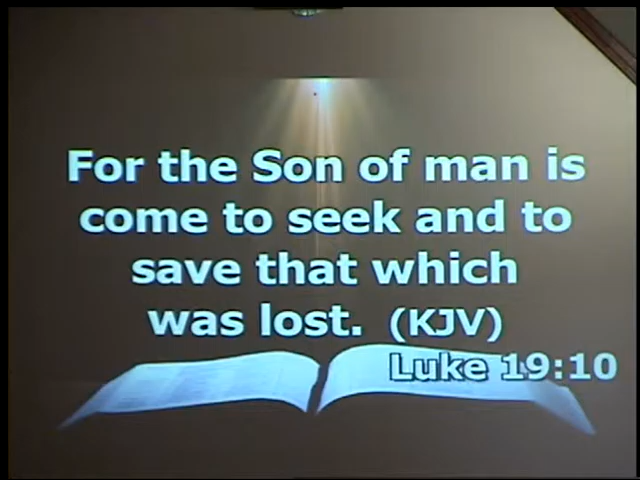 For the Son of man is
come to seek and to
save that which
was lost. (KJV)
Luke 19:10